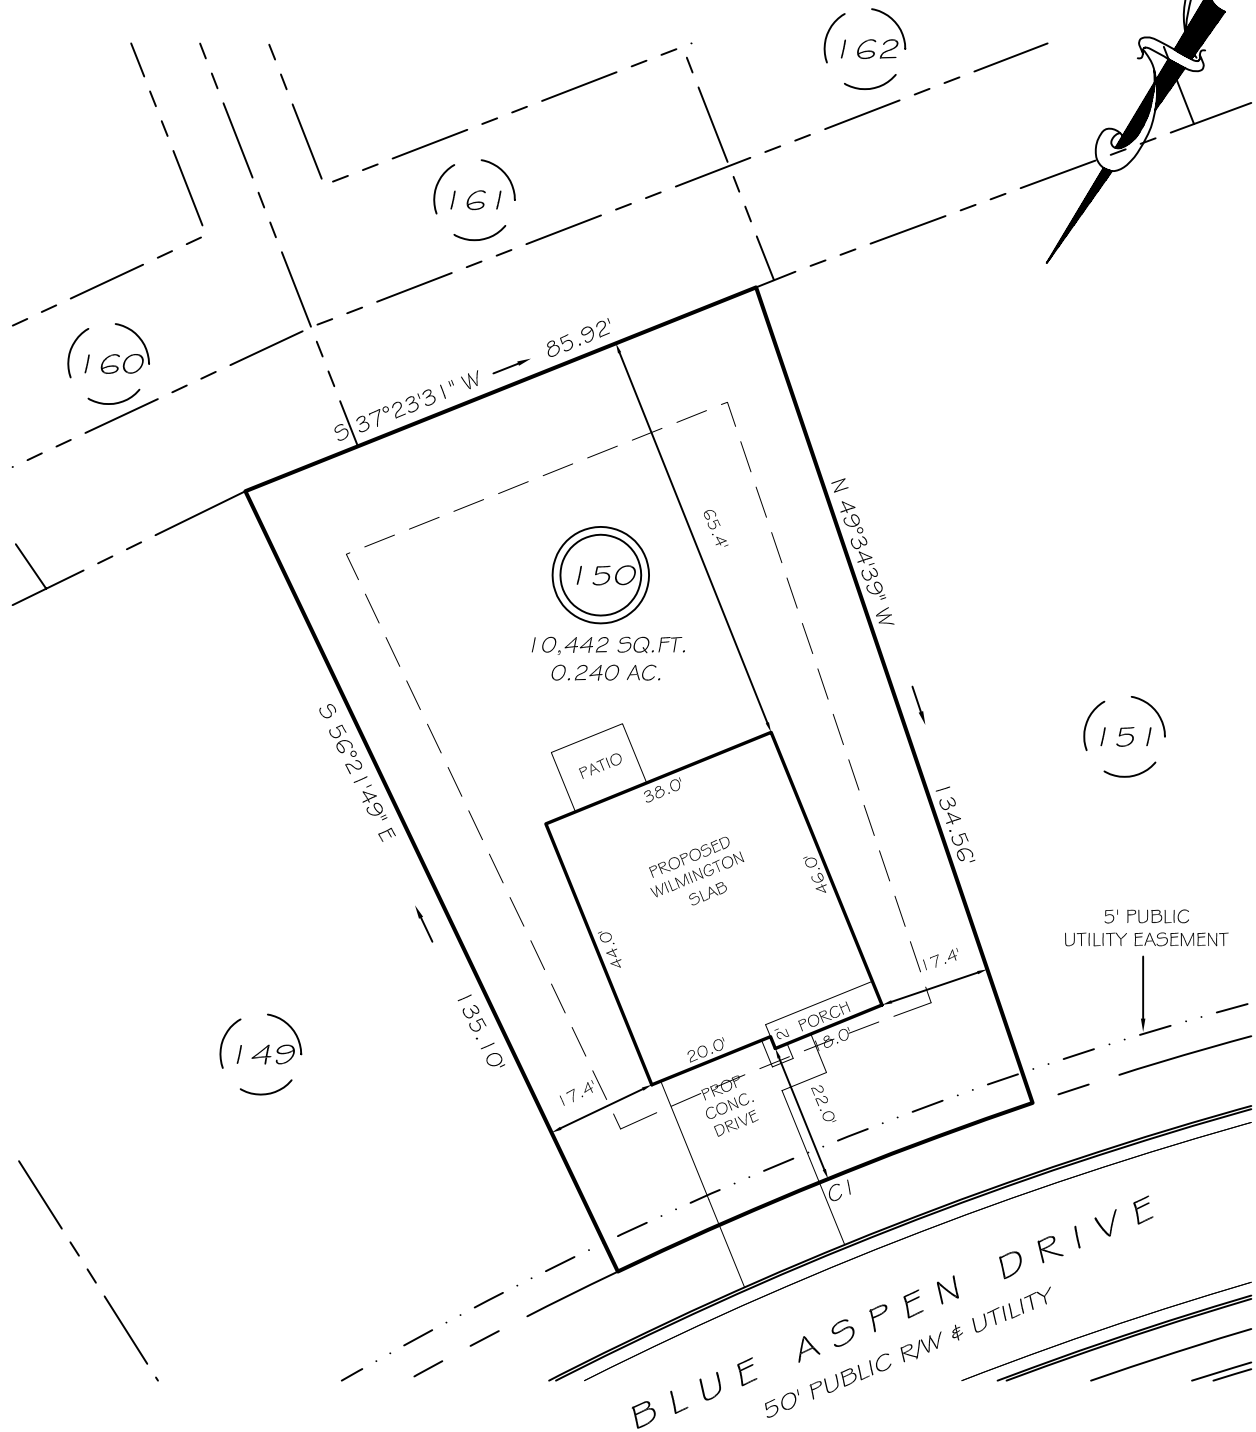 162
161
160
S 37°23'31" W
85.92'
N 49°34'39" W
65.4'
150
10,442 SQ.FT.
0.240 AC.
S 56°21'49" E
151
PATIO
38.0'
134.56'
PROPOSED
WILMINGTON
SLAB
46.0'
44.0'
5' PUBLIC
UTILITY EASEMENT
17.4'
135.10'
149
2'
PORCH
18.0'
20.0'
17.4'
PROP
CONC.
DRIVE
22.0'
C1
BLUE ASPEN DRIVE
50' PUBLIC R/W & UTILITY